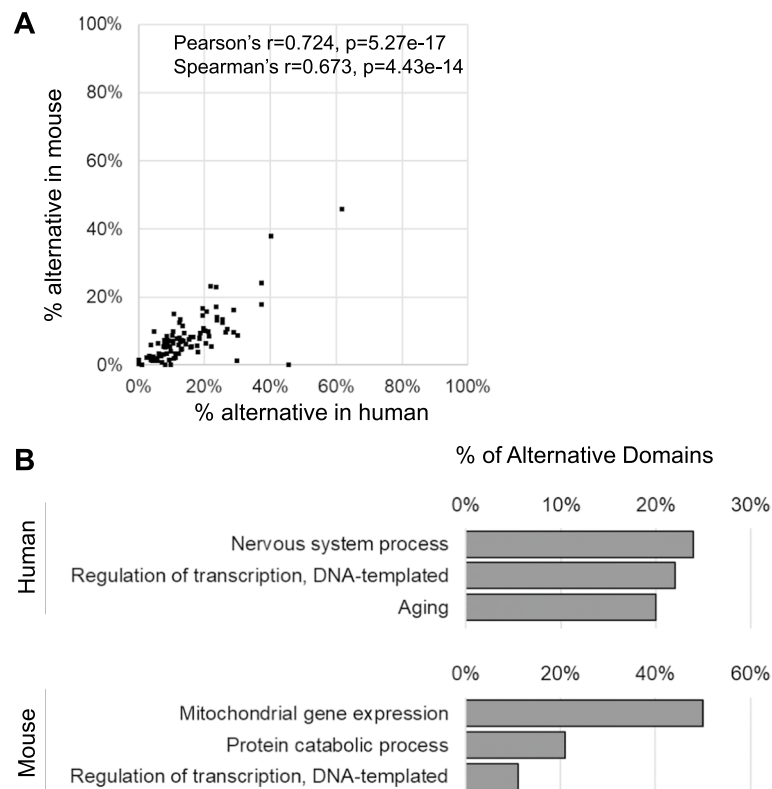 A
Pearson's r=0.724, p=5.27e-17
Spearman's r=0.673, p=4.43e-14
100%
80%
60%
40%
20%
0%
% alternative in mouse
0% 20% 40% 60% 80% 100%
% alternative in human
B
% of Alternative Domains
0% 10% 20% 30%
Human
Nervous system process
Regulation of transcription, DNA-templated
Aging
0% 20% 40% 60%
Mouse
Mitochondrial gene expression
Protein catabolic process
Regulation of transcription, DNA-templated